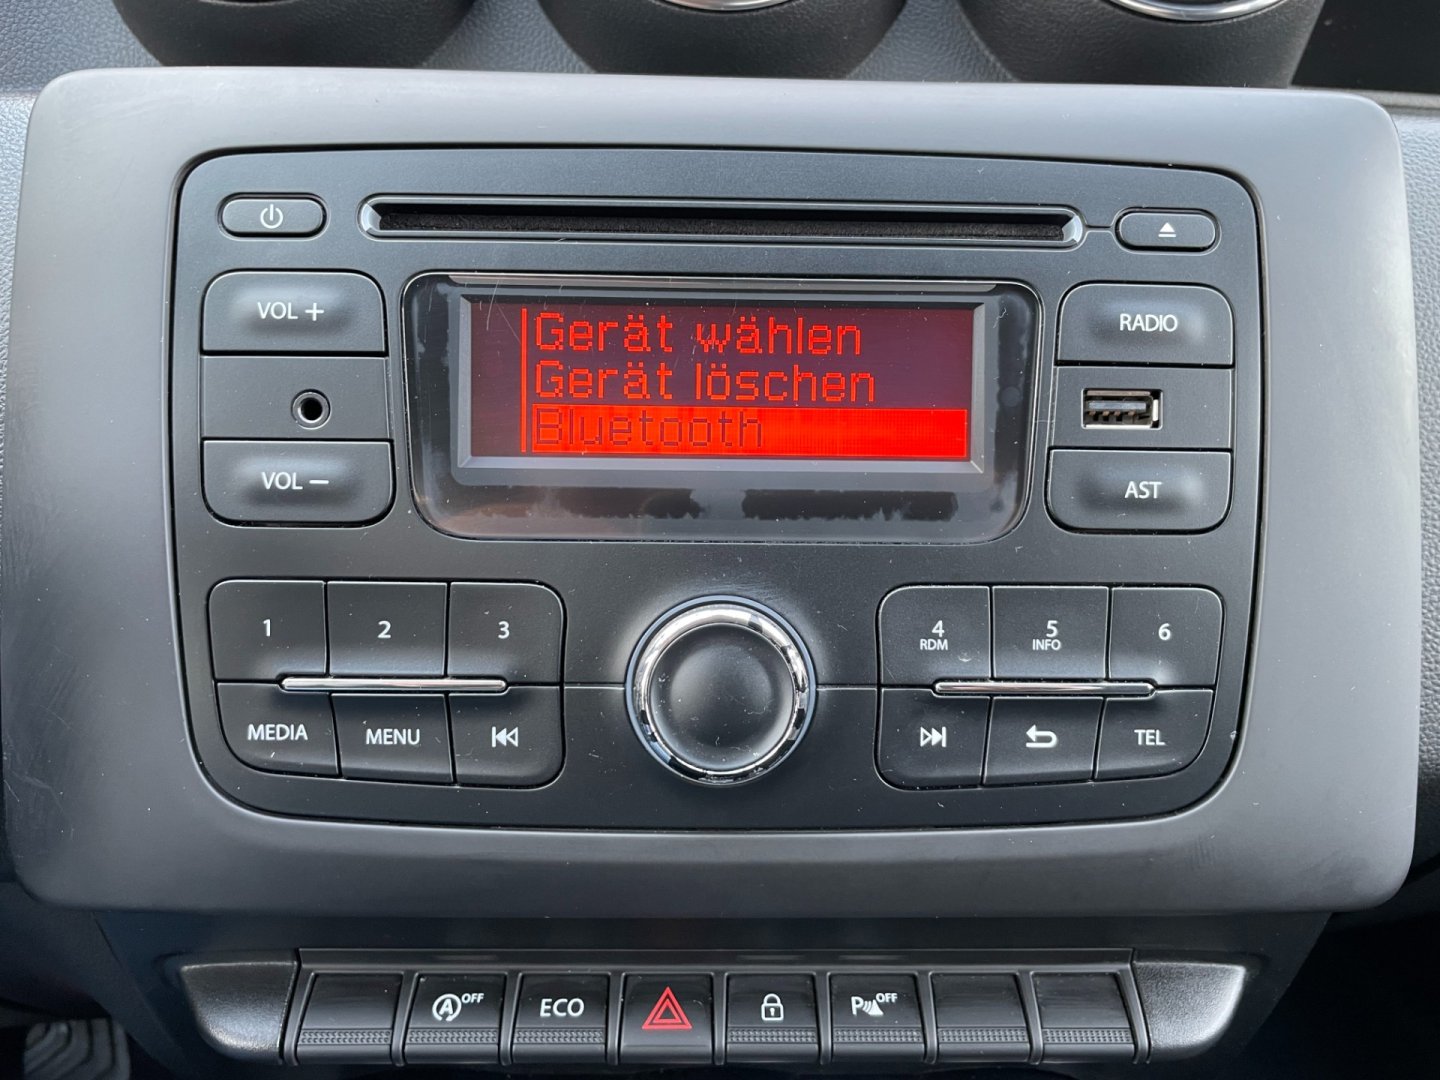 VOL +
VOL −
Gerät wählen
Gerät löschen
Bluetooth
RADIO
AST
1
2
3
4
RDM
5
INFO
6
MEDIA
MENU
TEL
A OFF
ECO
P OFF